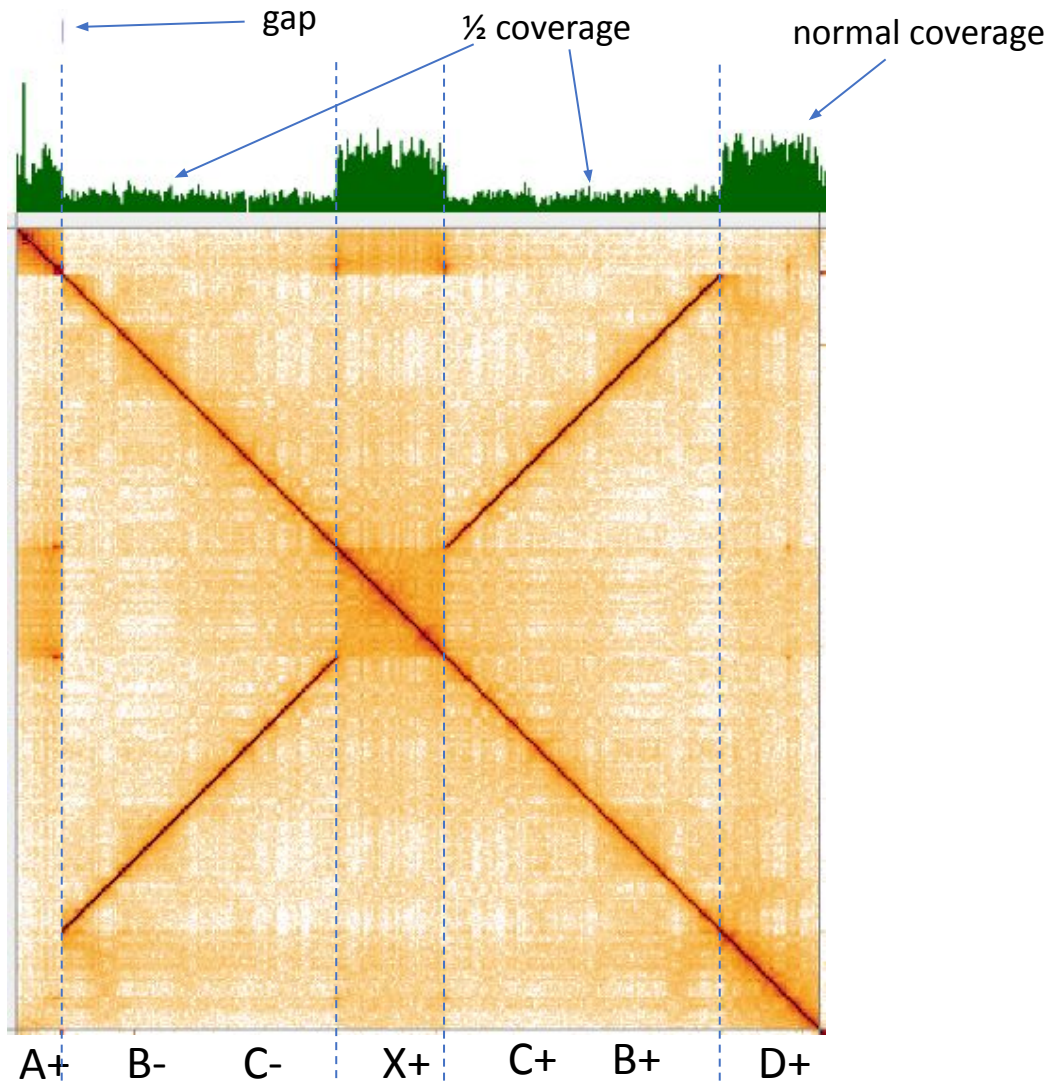 gap
½ coverage
normal coverage
A+ B- C- X+ C+ B+ D+